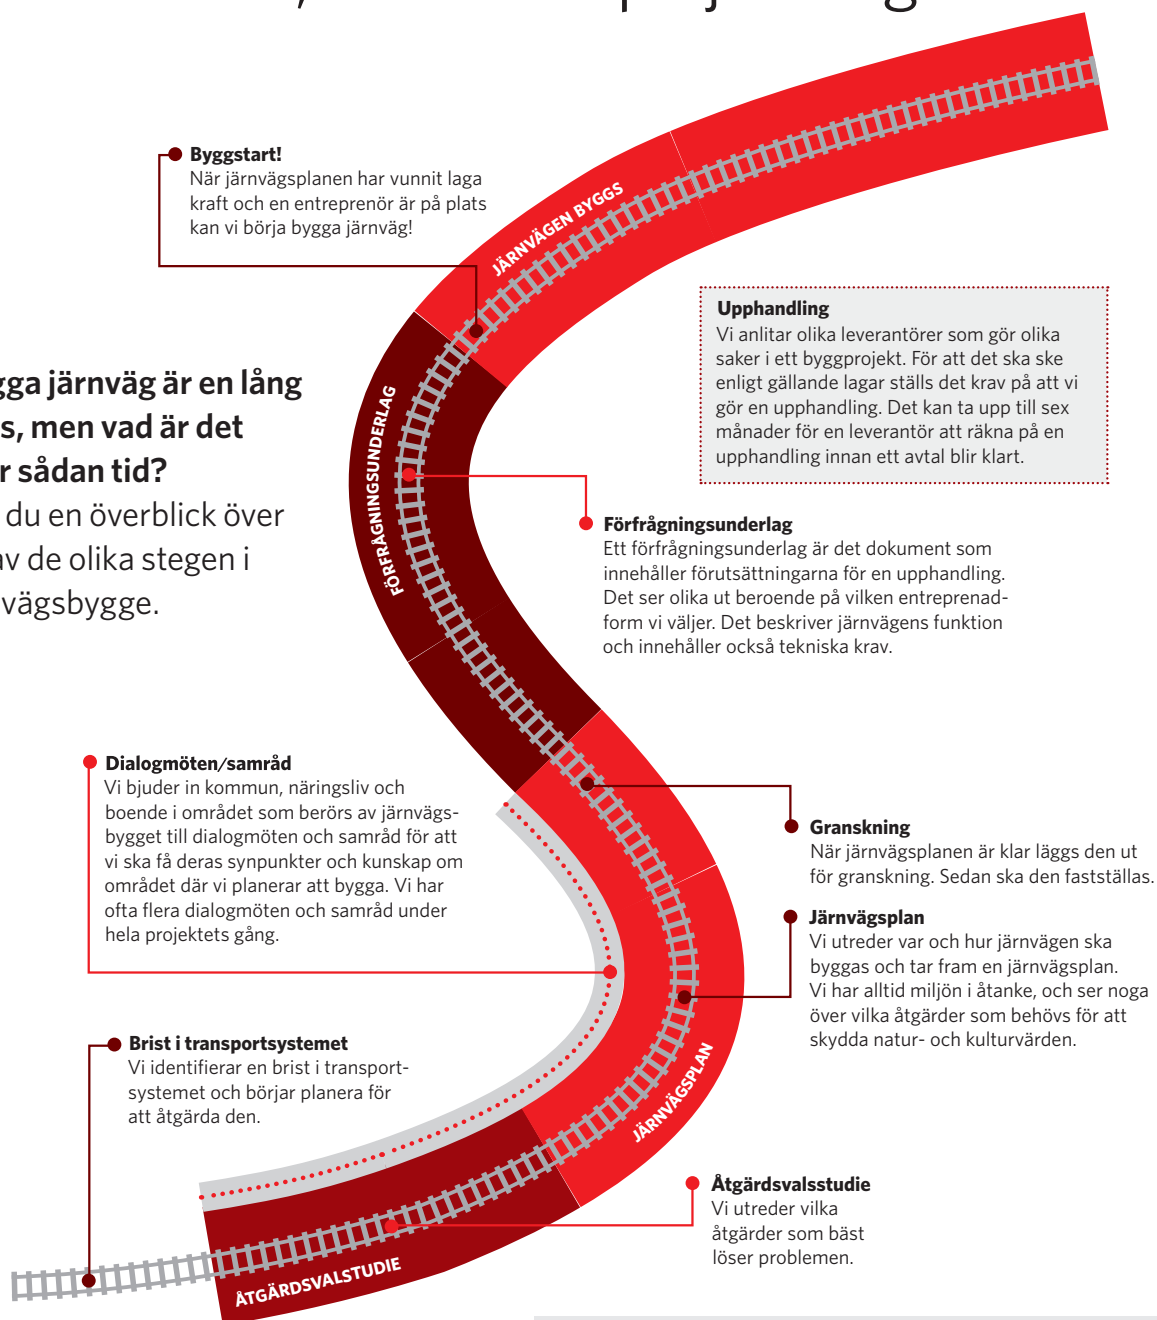 Byggstart!
När järnvägsplanen har vunnit laga
kraft och en entreprenör är på plats
kan vi börja bygga järnväg!
JÄRNVÄGEN BYGGS
Upphandling
Vi anlitar olika leverantörer som gör olika
saker i ett byggprojekt. För att det ska ske
enligt gällande lagar ställs det krav på att vi
gör en upphandling. Det kan ta upp till sex
månader för en leverantör att räkna på en
upphandling innan ett avtal blir klart.
järnväg är en lång
men vad är det
sådan tid?
du en överblick över
av de olika stegen i
vägsbygge.
FÖRFRÅGNINGSUNDERLAG
Förfrågningsunderlag
Ett förfrågningsunderlag är det dokument som
innehåller förutsättningarna för en upphandling.
Det ser olika ut beroende på vilken entreprenad-
form vi väljer. Det beskriver järnvägens funktion
och innehåller också tekniska krav.
Dialogmöten/samråd
Vi bjuder in kommun, näringsliv och
boende i området som berörs av järnvägs-
bygget till dialogmöten och samråd för att
vi ska få deras synpunkter och kunskap om
området där vi planerar att bygga. Vi har
ofta flera dialogmöten och samråd under
hela projektets gång.
Granskning
När järnvägsplanen är klar läggs den ut
för granskning. Sedan ska den fastställas.
Järnvägsplan
Vi utreder var och hur järnvägen ska
byggas och tar fram en järnvägsplan.
Vi har alltid miljön i åtanke, och ser noga
över vilka åtgärder som behövs för att
skydda natur- och kulturvärden.
JÄRNVÄGSPLAN
Brist i transportsystemet
Vi identifierar en brist i transport-
systemet och börjar planera för
att åtgärda den.
Åtgärdsvalsstudie
Vi utreder vilka
åtgärder som bäst
löser problemen.
ÅTGÄRDSVALSTUDIE